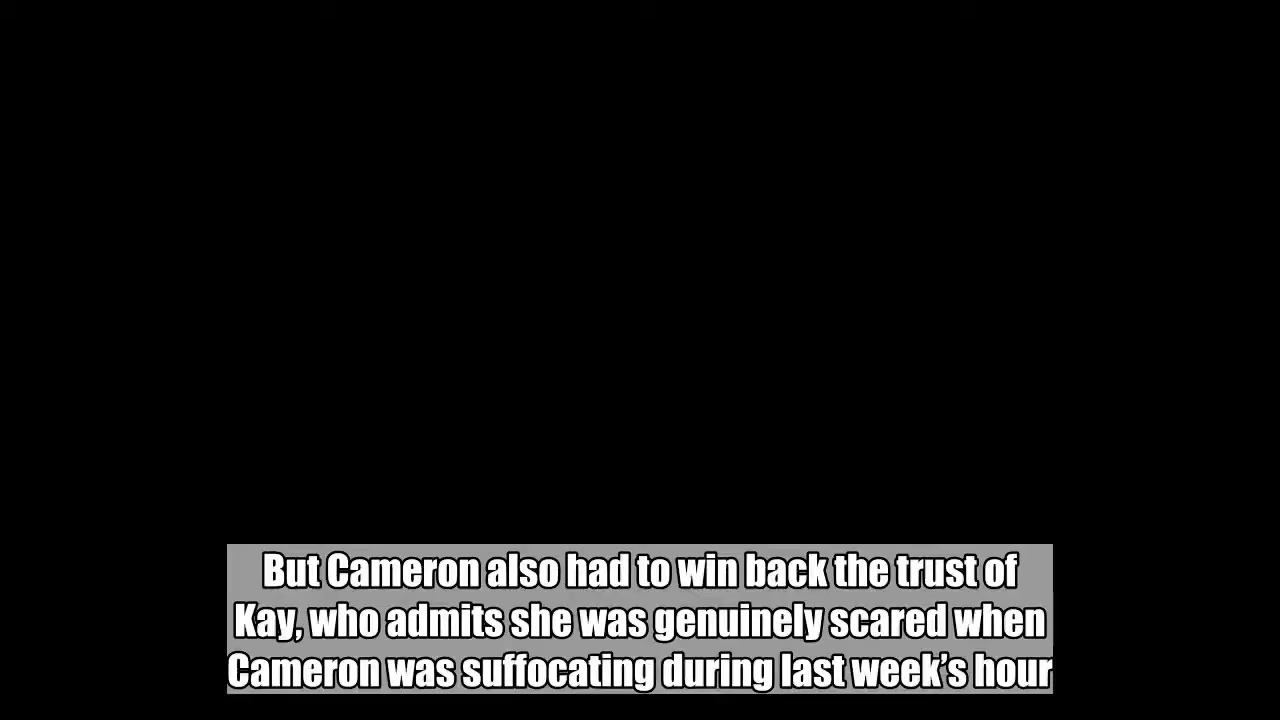 But Cameron also had to win back the trust of
Kay, who admits she was genuinely scared when
Cameron was suffocating during last week’s hour